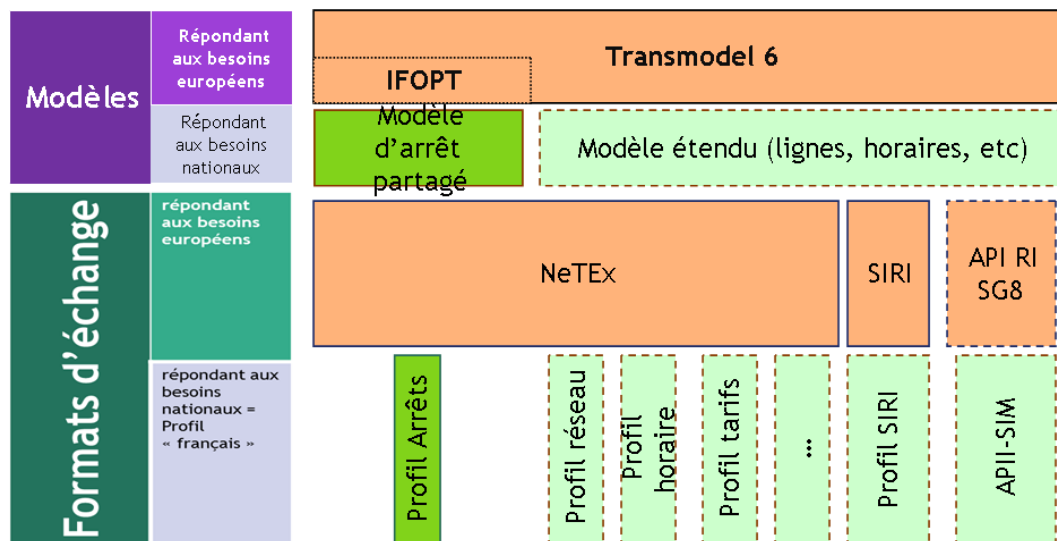 Modèles
Répondant
aux besoins
européens
Transmodel 6
IFOPT
Répondant
aux besoins
nationaux
Modèle
d'arrêt
partagé
Modèle étendu (lignes, horaires, etc)
Formats d'échange
répondant
aux besoins
européens
NeTEx
SIRI
API RI
SG8
répondant aux
besoins
nationaux =
Profil
« français »
Profil Arrêts
Profil réseau
Profil
horaire
Profil tarifs
...
Profil SIRI
APII-SIM